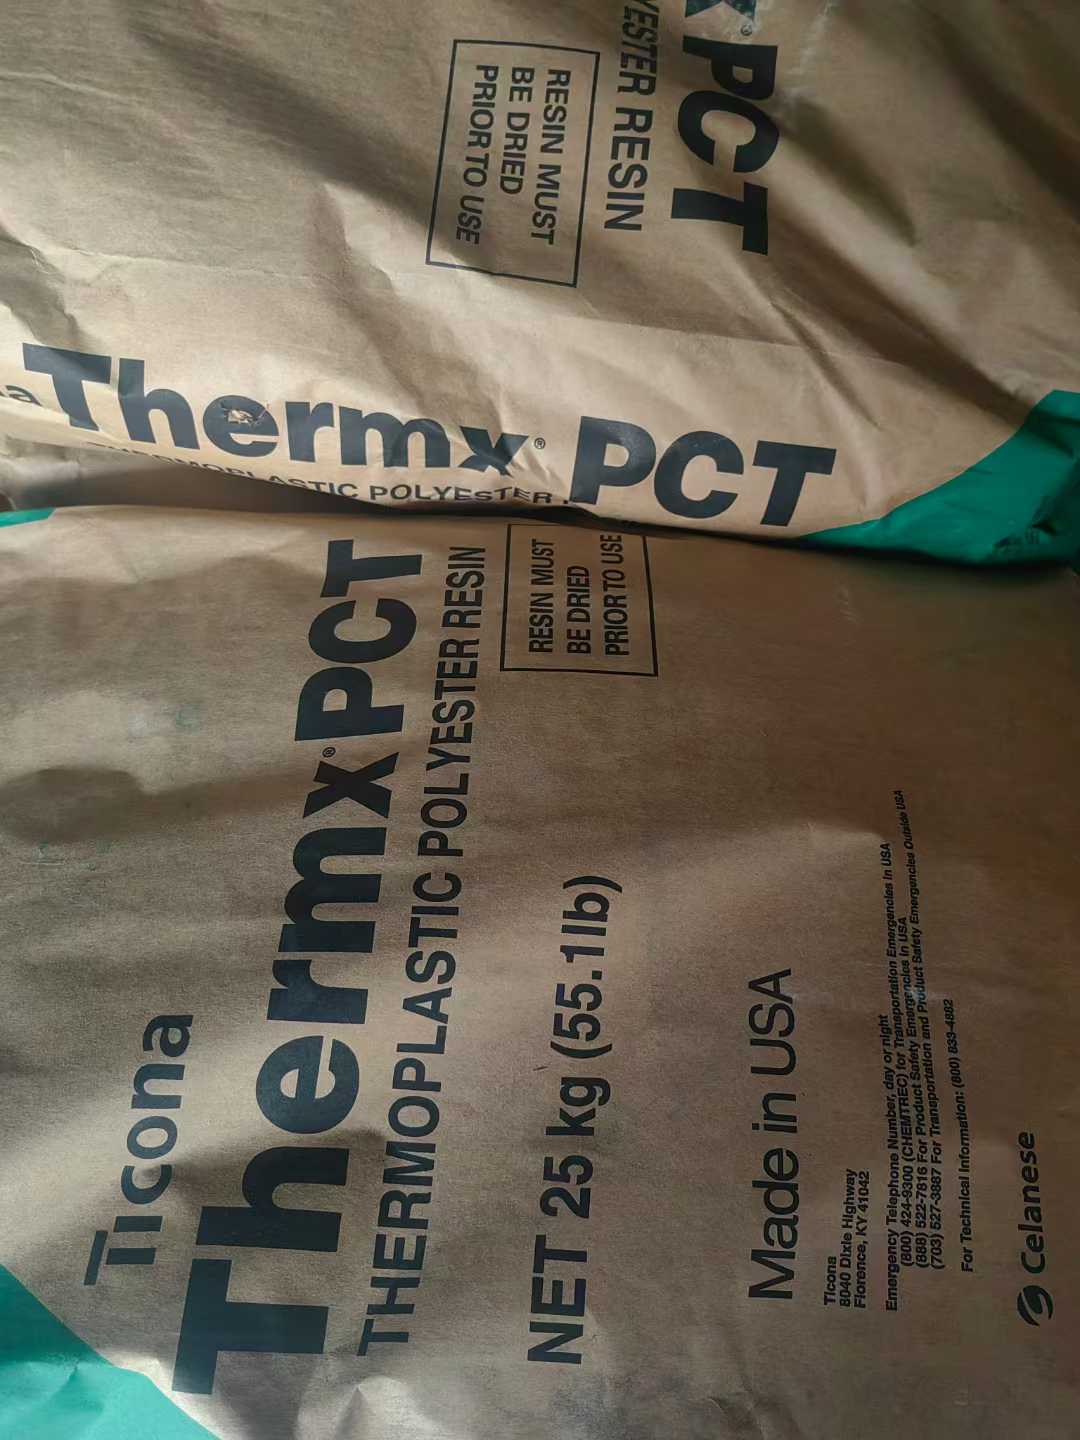 PCT
RESIN
RESIN MUST
BE DRIED
PRIOR TO USE
Thermx® PCT
THERMOPLASTIC POLYESTER
Ticona
Thermx® PCT
THERMOPLASTIC POLYESTER RESIN
RESIN MUST
BE DRIED
PRIOR TO USE
NET 25 kg (55.1lb)
Made in USA
Ticona
8040 Dixie Highway
Florence, KY 41042
Emergency Telephone Number, day or night
(800) 424-9300 (CHEMTREC) for Transportation Emergencies in USA
(888) 522-7816 For Product Safety Emergencies in USA
(703) 527-3887 For Transportation and Product Safety Emergencies Outside USA
For Technical Information: (800) 833-4882
Celanese